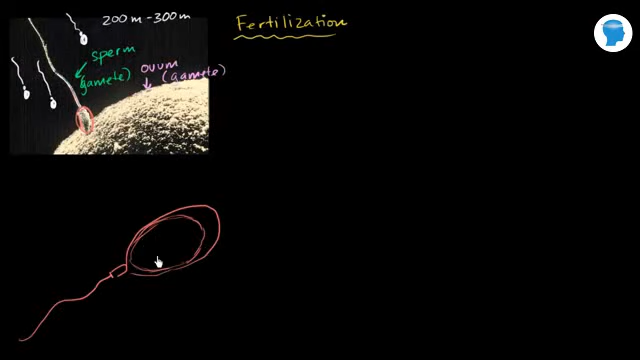 200 m - 300 m
Fertilization
sperm
(gamete)
ovum
(gamete)